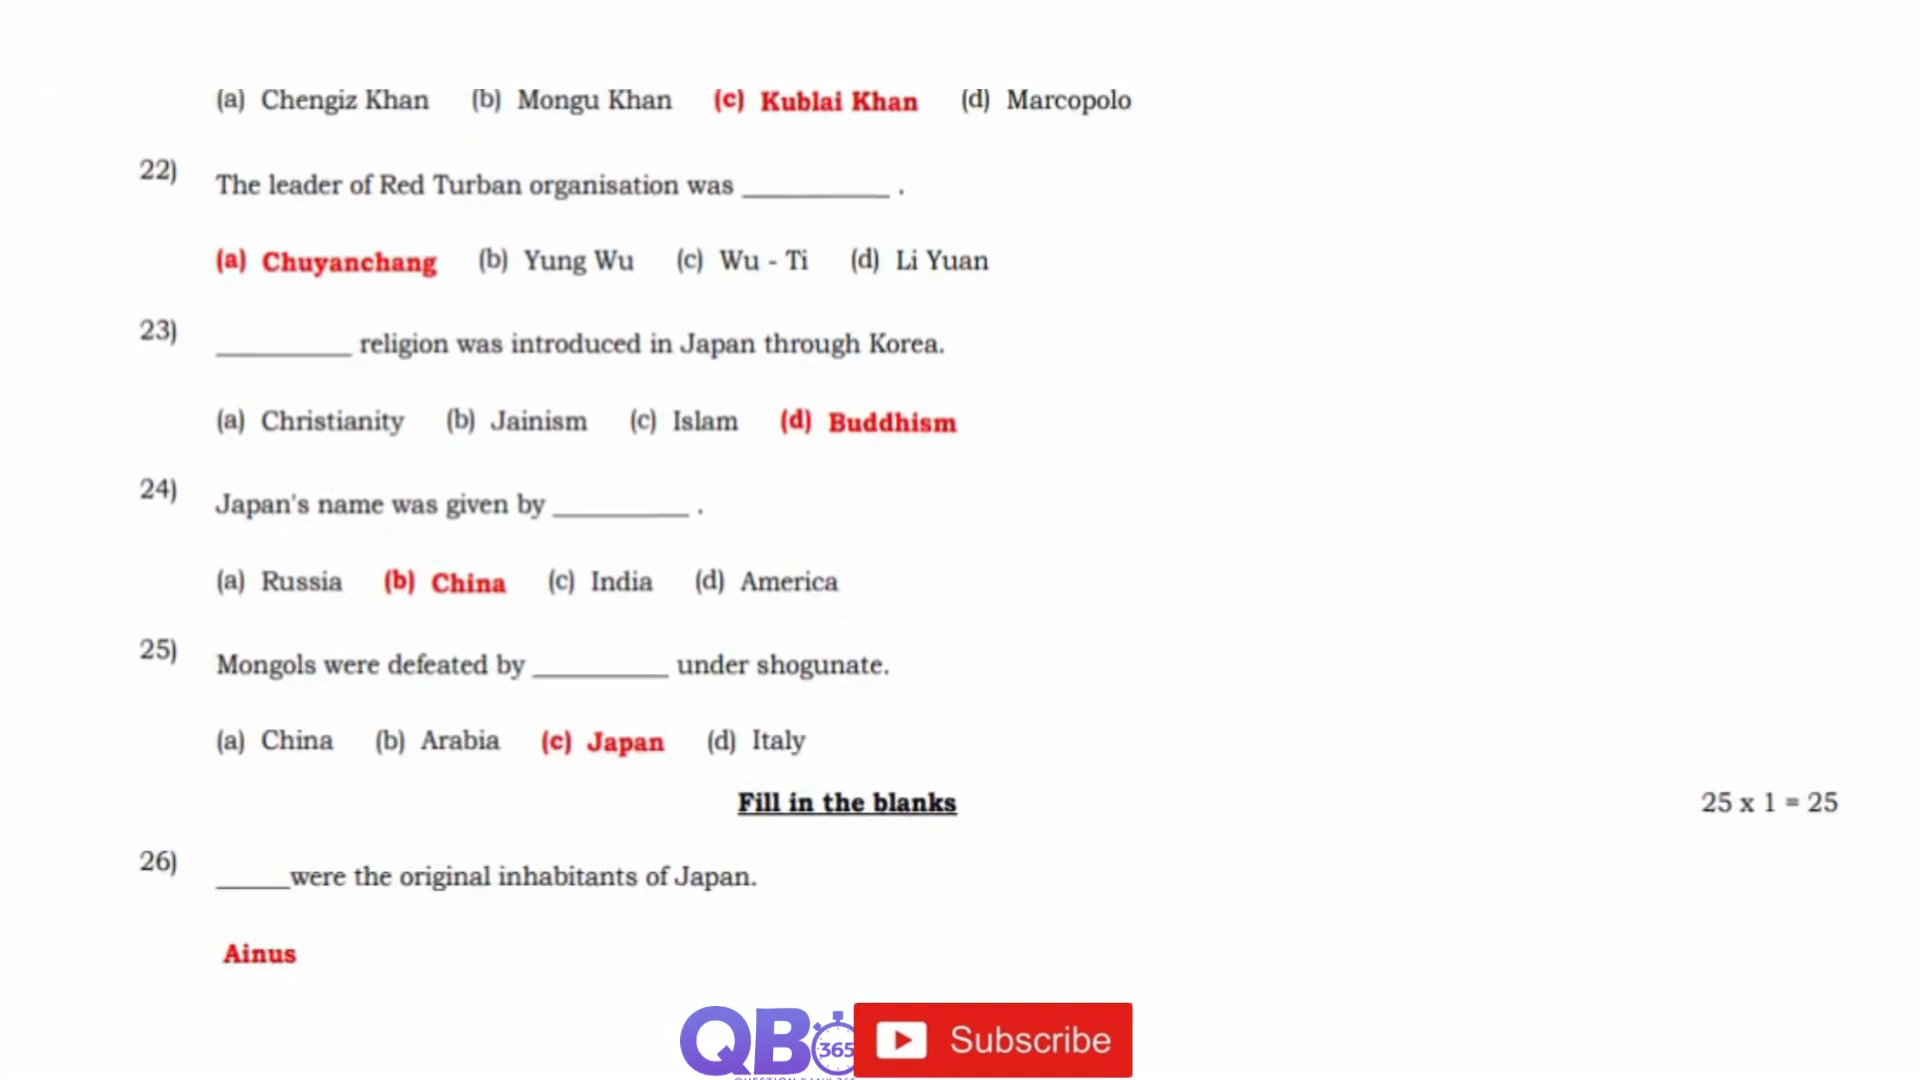 (a) Chengiz Khan (b) Mongu Khan (c) Kublai Khan (d) Marcopolo
22) The leader of Red Turban organisation was __________ .
(a) Chuyanchang (b) Yung Wu (c) Wu - Ti (d) Li Yuan
23) __________ religion was introduced in Japan through Korea.
(a) Christianity (b) Jainism (c) Islam (d) Buddhism
24) Japan's name was given by __________ .
(a) Russia (b) China (c) India (d) America
25) Mongols were defeated by __________ under shogunate.
(a) China (b) Arabia (c) Japan (d) Italy
Fill in the blanks 25 x 1 = 25
26) _____were the original inhabitants of Japan.
Ainus
QB 365 Subscribe